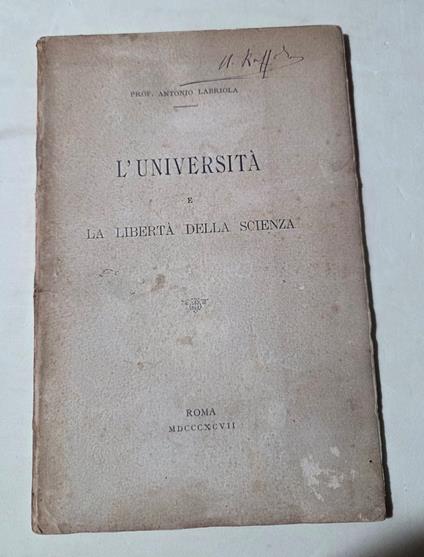 PROF. ANTONIO LABRIOLA
L'UNIVERSITÀ
E
LA LIBERTÀ DELLA SCIENZA
ROMA
MDCCCXCVII